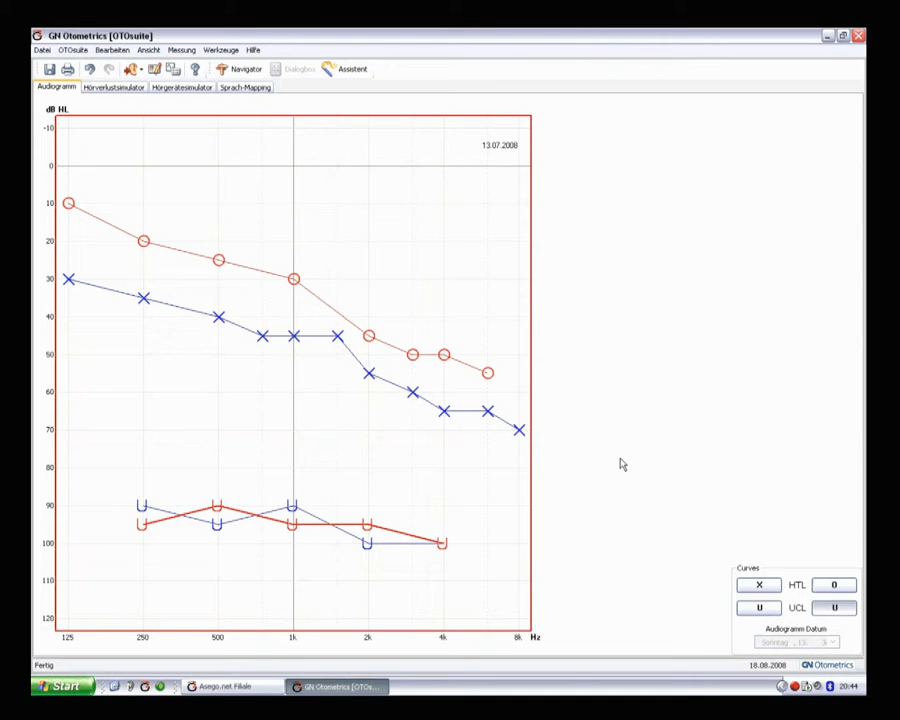 GN Otometrics [OTOsuite]
Datei OTOsuite Bearbeiten Ansicht Messung Werkzeuge Hilfe
Navigator Dialogbox Assistent
Audiogramm Hörverlustsimulator Hörgerätesimulator Sprach-Mapping
dB HL
-10
13.07.2008
0
10
20
30
40
50
60
70
80
90
100
110
120
125 250 500 1k 2k 4k 8k Hz
Curves
X HTL O
U UCL U
Audiogramm Datum
Sonntag , 13.
Fertig 18.08.2008 GN Otometrics
Start Asego.net Filiale GN Otometrics [OTOs... 20:44